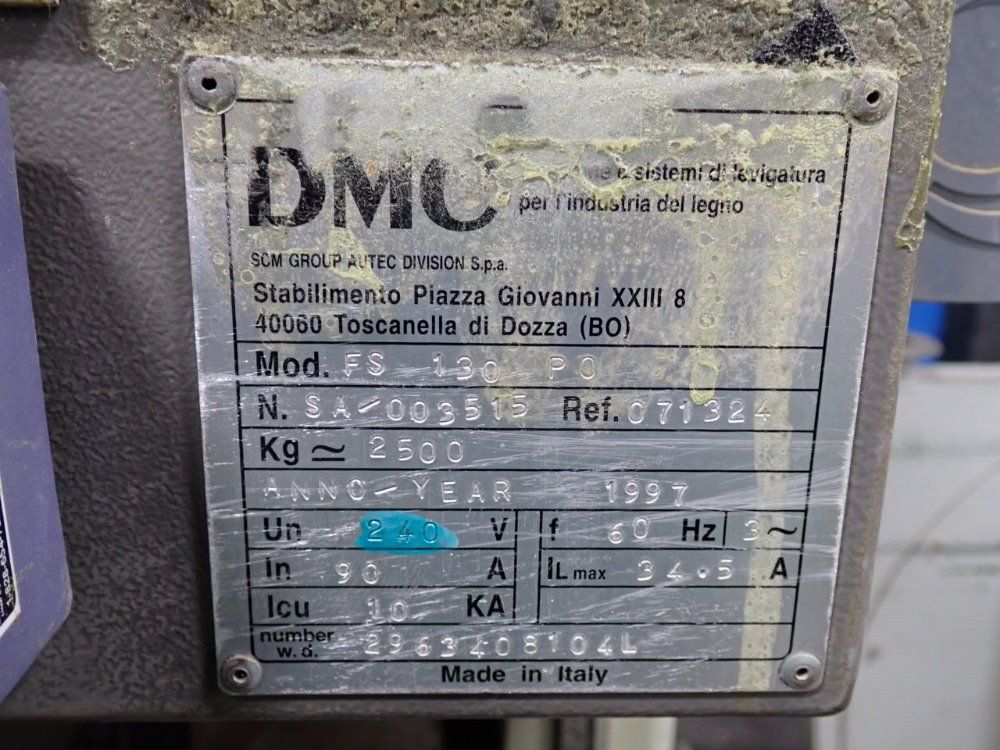 DMC
e sistemi di levigatura
per l'industria del legno
SCM GROUP AUTEC DIVISION S.p.a.
Stabilimento Piazza Giovanni XXIII 8
40060 Toscanella di Dozza (BO)
Mod. FS 130 PO
N. SA-003515 Ref. 071324
Kg ≃ 2500
ANNO-YEAR 1997
Un 240 V f 60 Hz 3~
In 90 A IL max 34.5 A
Icu 10 KA
number
w.d. 2963408104L
Made in Italy